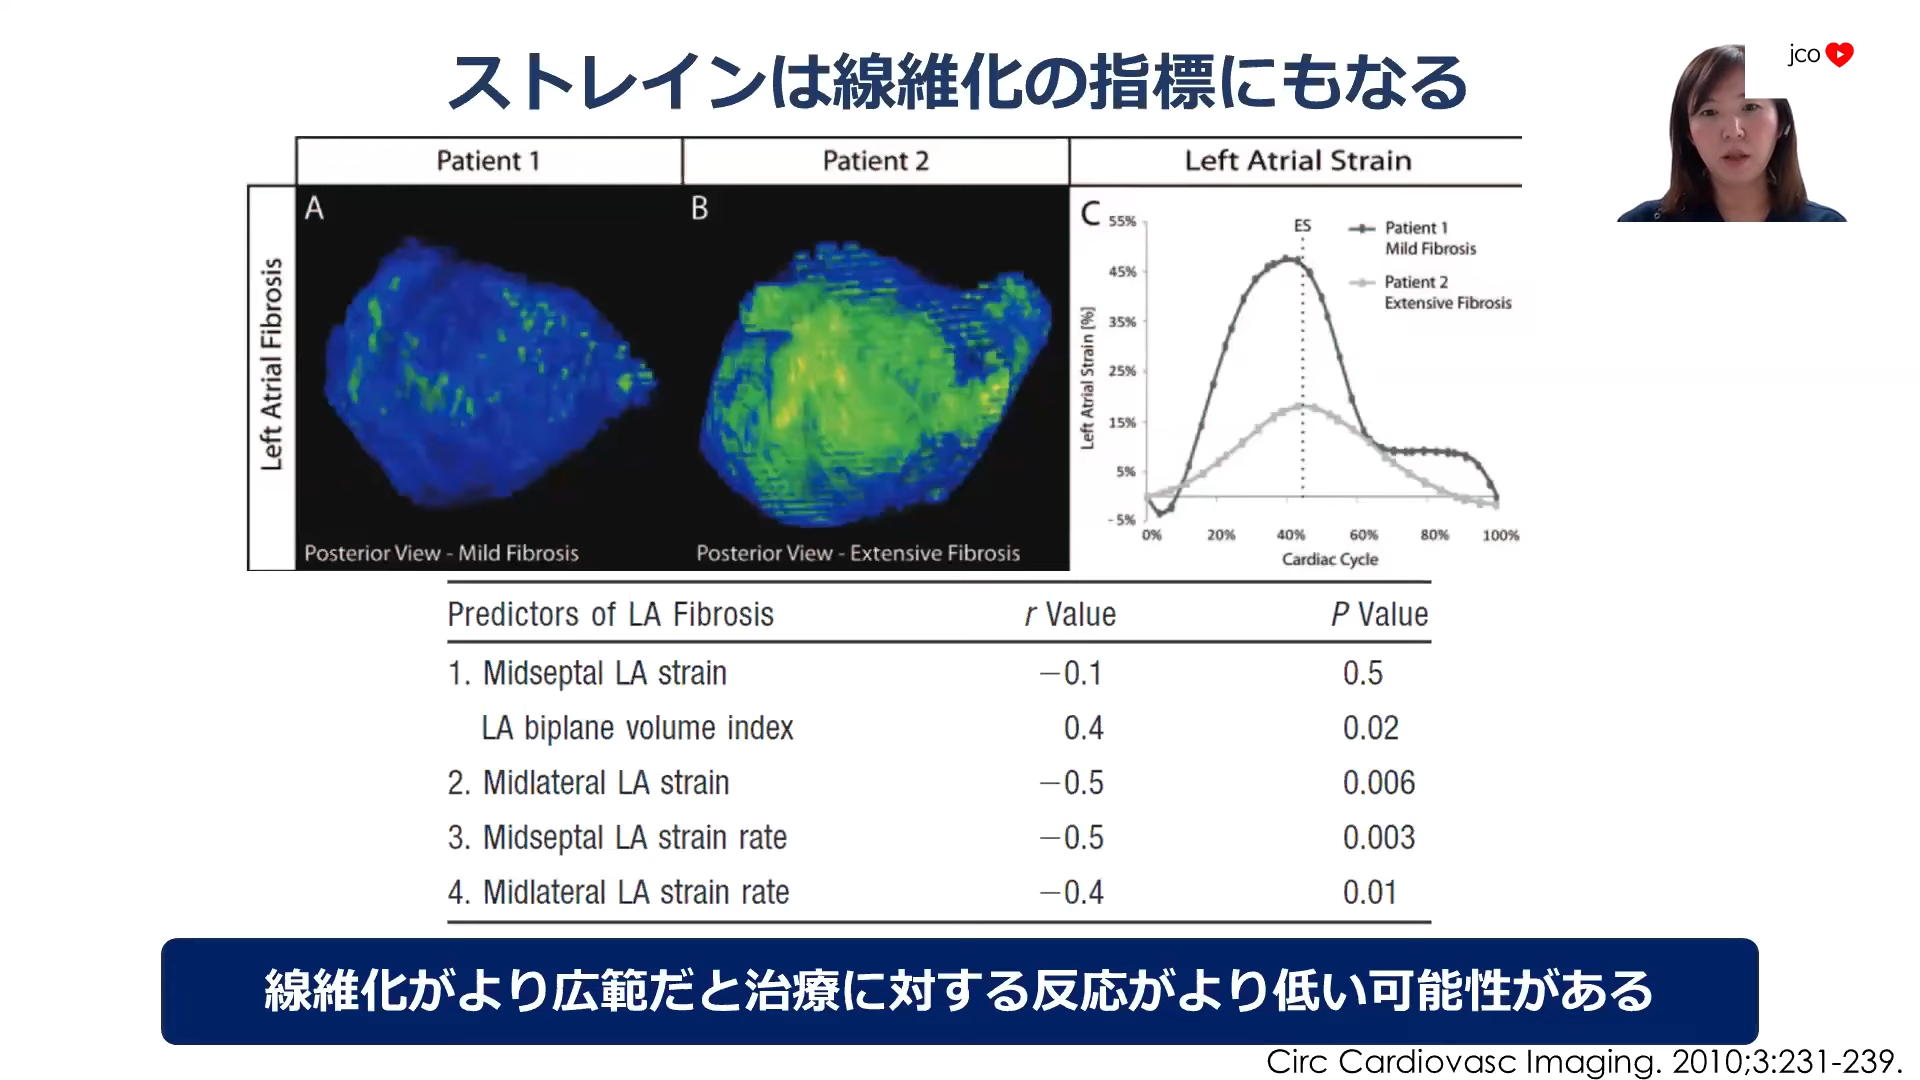 ストレインは線維化の指標にもなる
jco
Patient 1
Patient 2
Left Atrial Strain
Left Atrial Fibrosis
A
Posterior View - Mild Fibrosis
B
Posterior View - Extensive Fibrosis
C
ES
Patient 1
Mild Fibrosis
Patient 2
Extensive Fibrosis
Left Atrial Strain [%]
55%
45%
35%
25%
15%
5%
-5%
0% 20% 40% 60% 80% 100%
Cardiac Cycle
Predictors of LA Fibrosis r Value P Value
1. Midseptal LA strain −0.1 0.5
LA biplane volume index 0.4 0.02
2. Midlateral LA strain −0.5 0.006
3. Midseptal LA strain rate −0.5 0.003
4. Midlateral LA strain rate −0.4 0.01
線維化がより広範だと治療に対する反応がより低い可能性がある
Circ Cardiovasc Imaging. 2010;3:231-239.